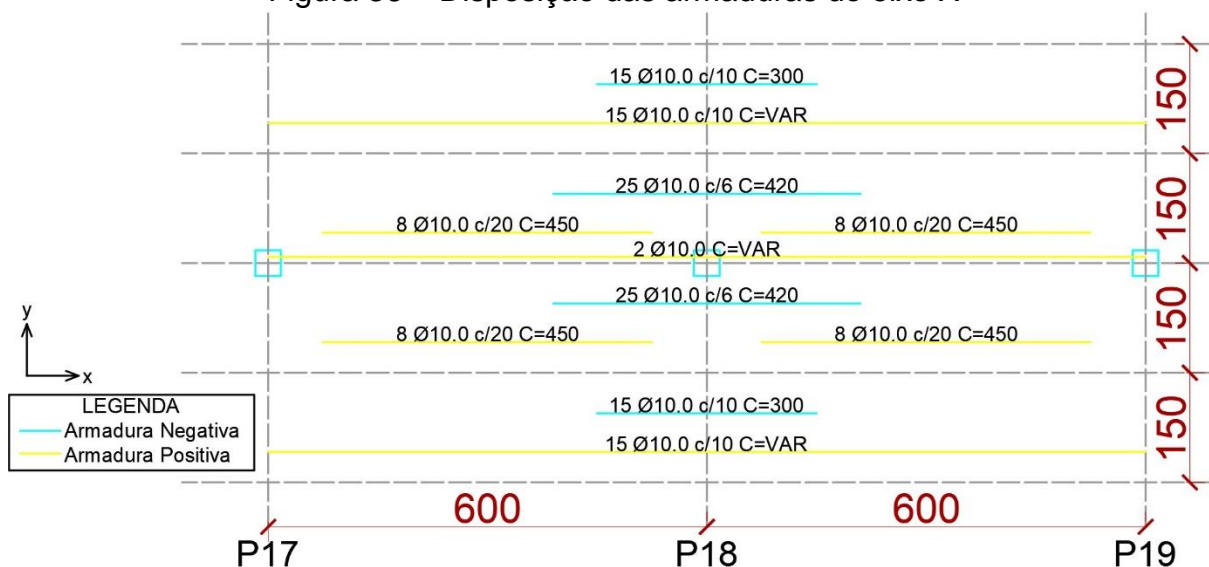 15 Ø10.0 c/10 C=300
15 Ø10.0 c/10 C=VAR
150
25 Ø10.0 c/6 C=420
8 Ø10.0 c/20 C=450
8 Ø10.0 c/20 C=450
150
2 Ø10.0 C=VAR
25 Ø10.0 c/6 C=420
8 Ø10.0 c/20 C=450
8 Ø10.0 c/20 C=450
150
y
x
LEGENDA
Armadura Negativa
Armadura Positiva
15 Ø10.0 c/10 C=300
15 Ø10.0 c/10 C=VAR
150
600
600
P17
P18
P19